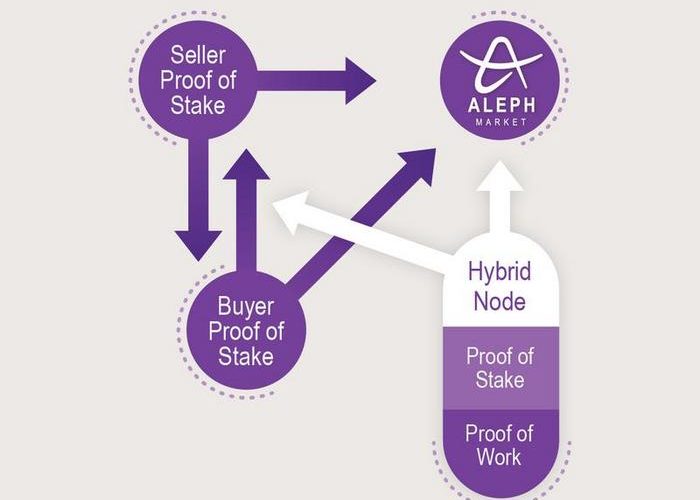 Seller
Proof of
Stake
ALEPH
MARKET
Buyer
Proof of
Stake
Hybrid
Node
Proof of
Stake
Proof of
Work